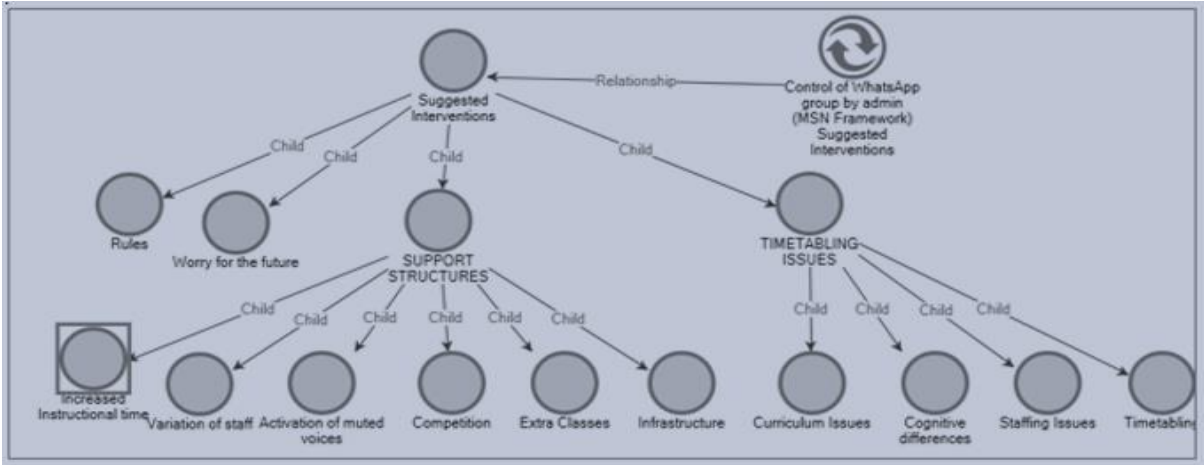 Suggested
Interventions
Relationship
Control of WhatsApp
group by admin
(MSN Framework)
Suggested
Interventions
Child
Child
Child
Child
Rules
Worry for the future
SUPPORT
STRUCTURES
TIMETABLING
ISSUES
Child
Child
Child
Child
Child
Child
Child
Child
Child
Child
Increased
Instructional time
Variation of staff
Activation of muted
voices
Competition
Extra Classes
Infrastructure
Curriculum Issues
Cognitive
differences
Staffing Issues
Timetabling